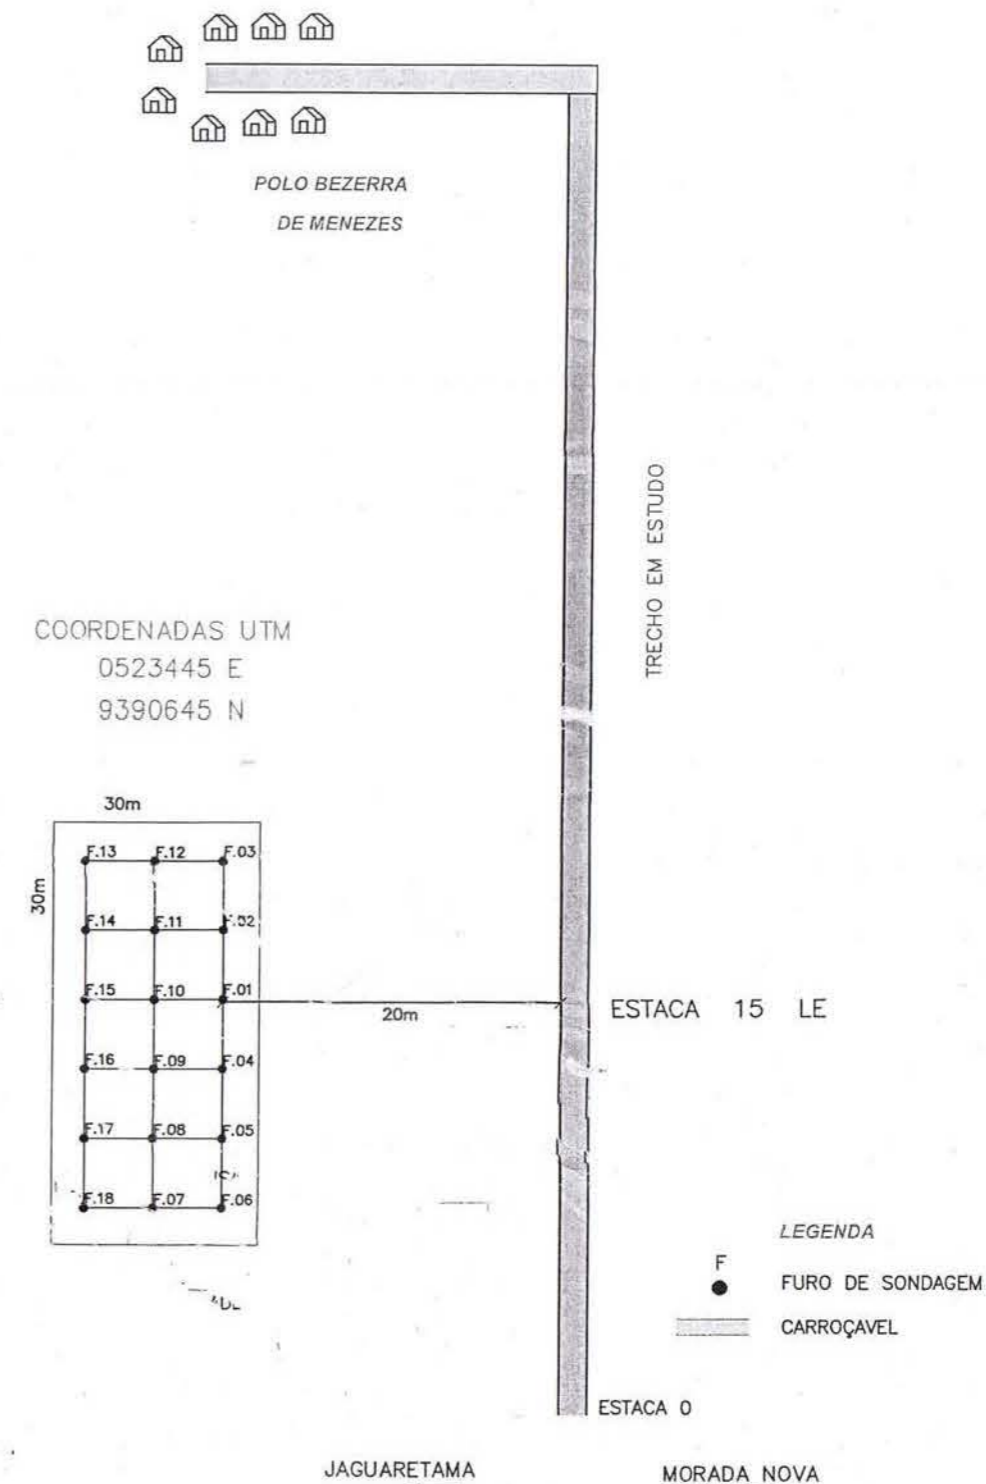 POLO BEZERRA
DE MENEZES
TRECHO EM ESTUDO
COORDENADAS UTM
0523445 E
9390645 N
30m
30m
F.13 F.12 F.03
F.14 F.11 F.02
F.15 F.10 F.01
20m
ESTACA 15 LE
F.16 F.09 F.04
F.17 F.08 F.05
F.18 F.07 F.06
LEGENDA
F
FURO DE SONDAGEM
CARROÇAVEL
ESTACA 0
JAGUARETAMA MORADA NOVA